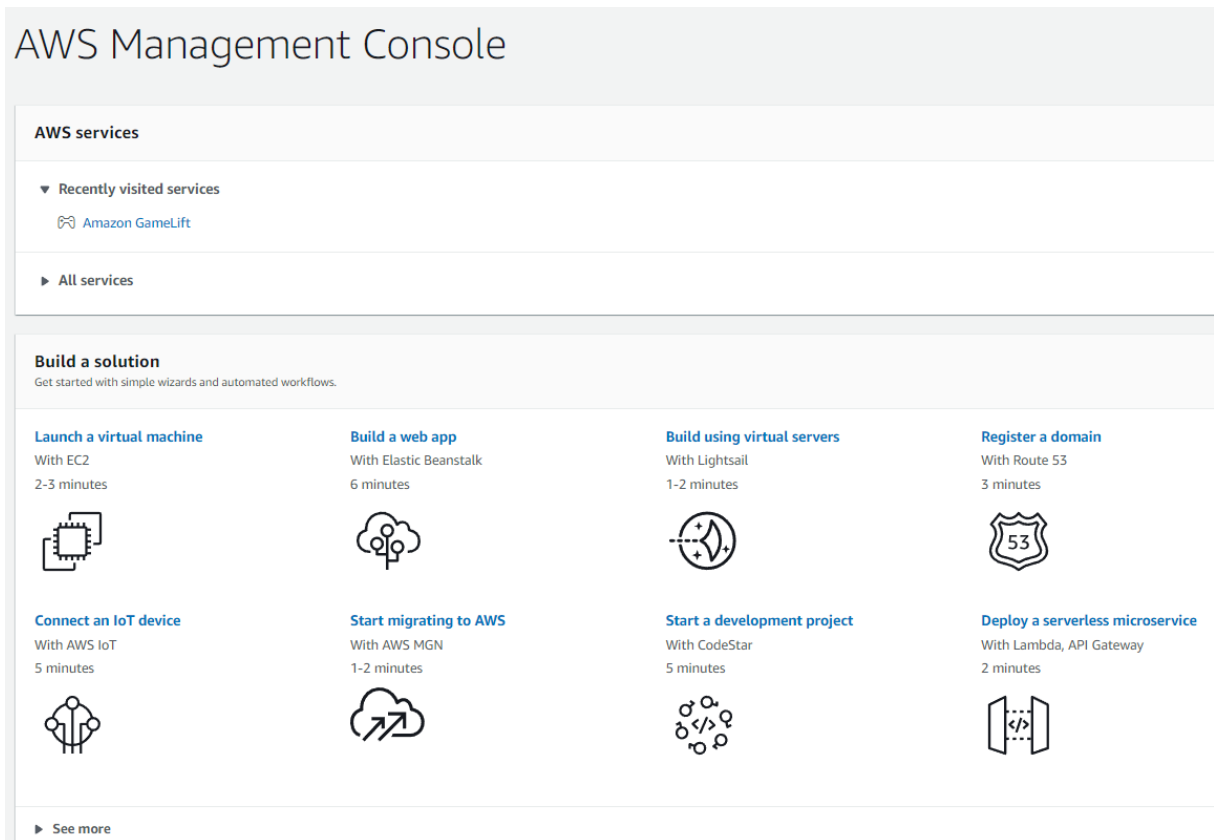 AWS Management Console
AWS services
Recently visited services
Amazon GameLift
All services
Build a solution
Get started with simple wizards and automated workflows.
Launch a virtual machine
With EC2
2-3 minutes
Build a web app
With Elastic Beanstalk
6 minutes
Build using virtual servers
With Lightsail
1-2 minutes
Register a domain
With Route 53
3 minutes
53
Connect an IoT device
With AWS IoT
5 minutes
Start migrating to AWS
With AWS MGN
1-2 minutes
Start a development project
With CodeStar
5 minutes
</>
Deploy a serverless microservice
With Lambda, API Gateway
2 minutes
</>
See more